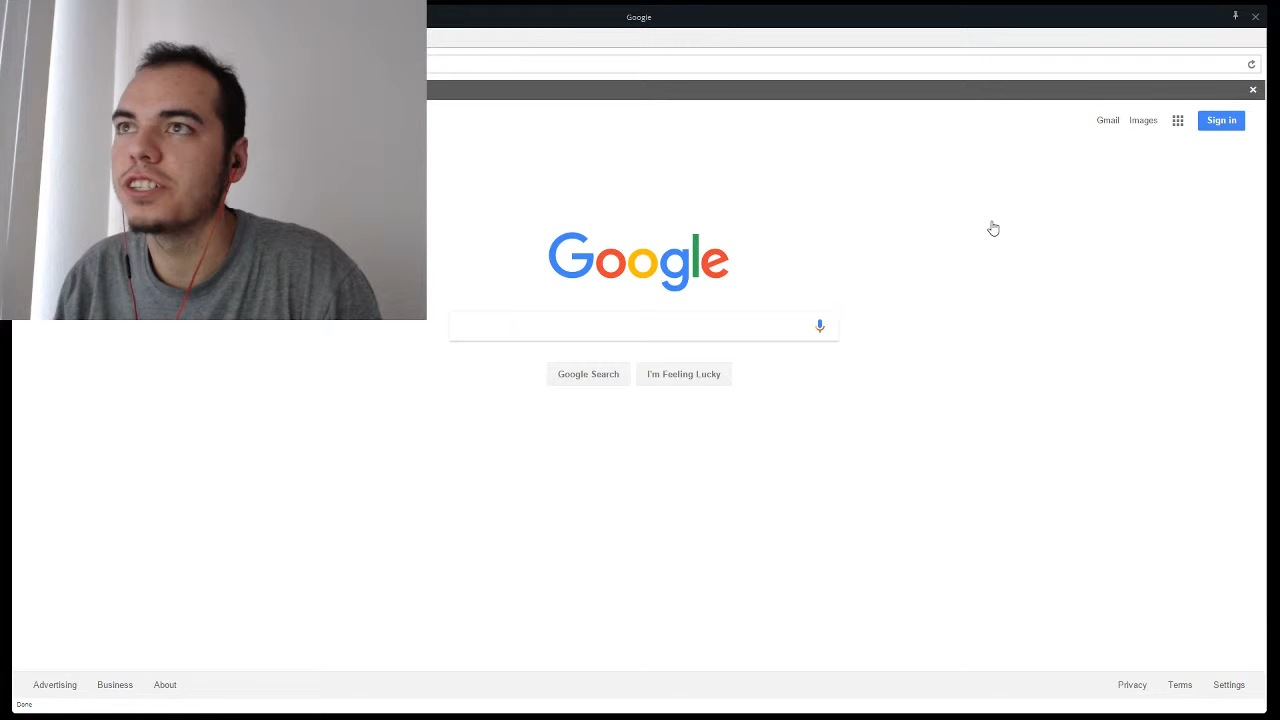 Google
Gmail Images Sign in
Google
Google Search I'm Feeling Lucky
Advertising Business About Privacy Terms Settings
Done